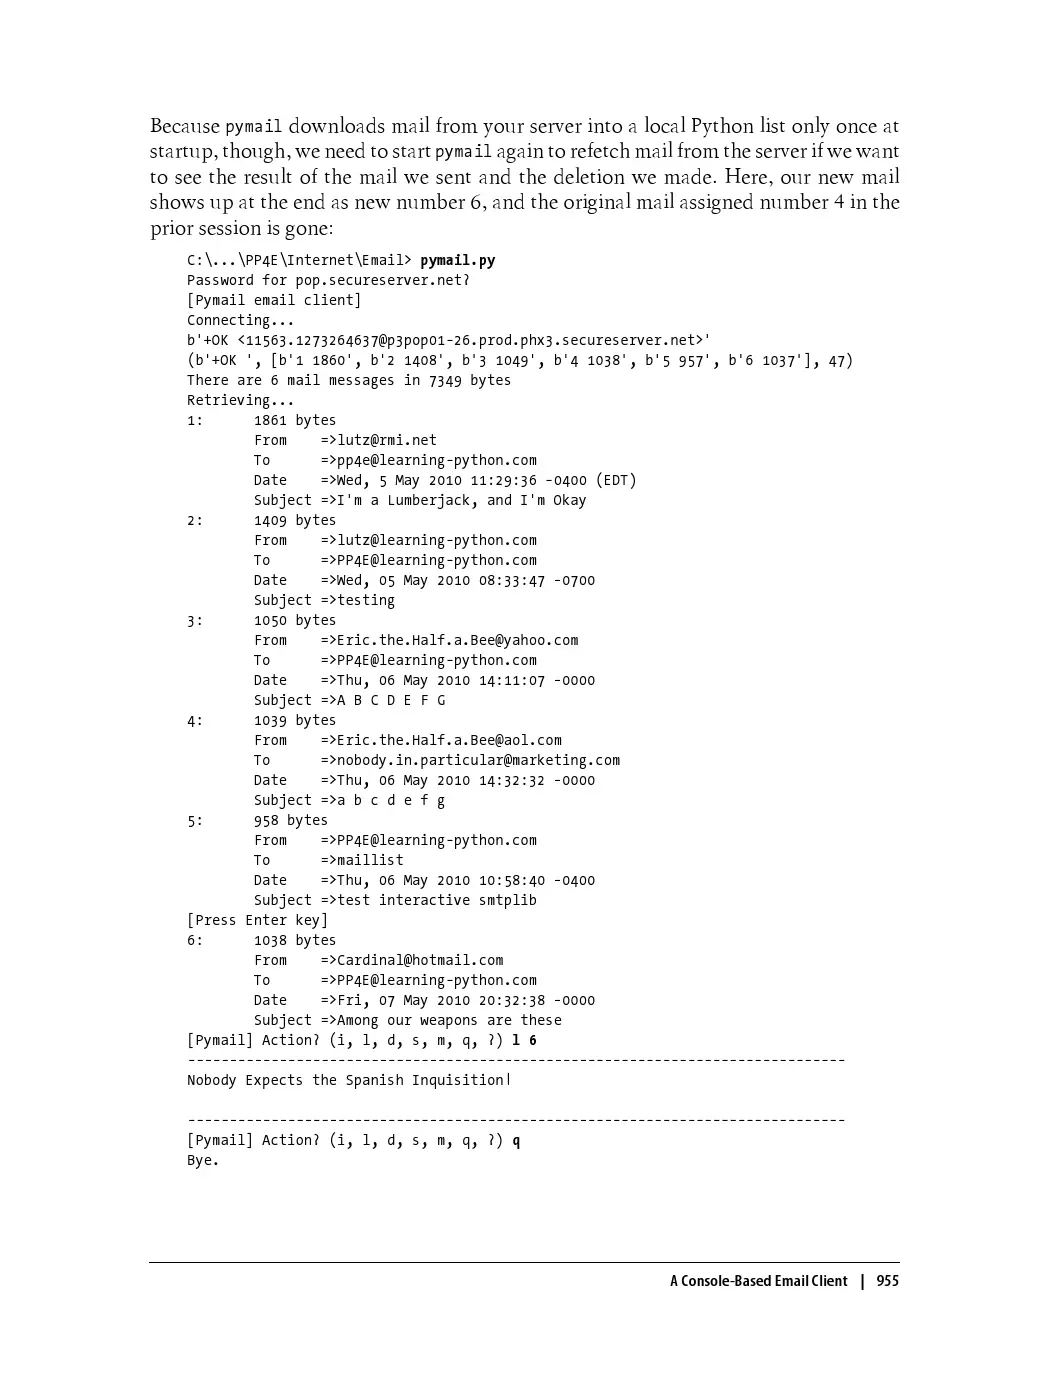 Because pymail downloads mail from your server into a local Python list only once at
startup, though, we need to start pymail again to refetch mail from the server if we want
to see the result of the mail we sent and the deletion we made. Here, our new mail
shows up at the end as new number 6, and the original mail assigned number 4 in the
prior session is gone:
C:\...\PP4E\Internet\Email> pymail.py
Password for pop.secureserver.net?
[Pymail email client]
Connecting...
b'+OK <11563.1273264637@p3pop01-26.prod.phx3.secureserver.net>'
(b'+OK ', [b'1 1860', b'2 1408', b'3 1049', b'4 1038', b'5 957', b'6 1037'], 47)
There are 6 mail messages in 7349 bytes
Retrieving...
1:      1861 bytes
        From    =>lutz@rmi.net
        To      =>pp4e@learning-python.com
        Date    =>Wed, 5 May 2010 11:29:36 -0400 (EDT)
        Subject =>I'm a Lumberjack, and I'm Okay
2:      1409 bytes
        From    =>lutz@learning-python.com
        To      =>PP4E@learning-python.com
        Date    =>Wed, 05 May 2010 08:33:47 -0700
        Subject =>testing
3:      1050 bytes
        From    =>Eric.the.Half.a.Bee@yahoo.com
        To      =>PP4E@learning-python.com
        Date    =>Thu, 06 May 2010 14:11:07 -0000
        Subject =>A B C D E F G
4:      1039 bytes
        From    =>Eric.the.Half.a.Bee@aol.com
        To      =>nobody.in.particular@marketing.com
        Date    =>Thu, 06 May 2010 14:32:32 -0000
        Subject =>a b c d e f g
5:      958 bytes
        From    =>PP4E@learning-python.com
        To      =>maillist
        Date    =>Thu, 06 May 2010 10:58:40 -0400
        Subject =>test interactive smtplib
[Press Enter key]
6:      1038 bytes
        From    =>Cardinal@hotmail.com
        To      =>PP4E@learning-python.com
        Date    =>Fri, 07 May 2010 20:32:38 -0000
        Subject =>Among our weapons are these
[Pymail] Action? (i, l, d, s, m, q, ?) l 6
-------------------------------------------------------------------------------
Nobody Expects the Spanish Inquisition|
-------------------------------------------------------------------------------
[Pymail] Action? (i, l, d, s, m, q, ?) q
Bye.
A Console-Based Email Client | 955